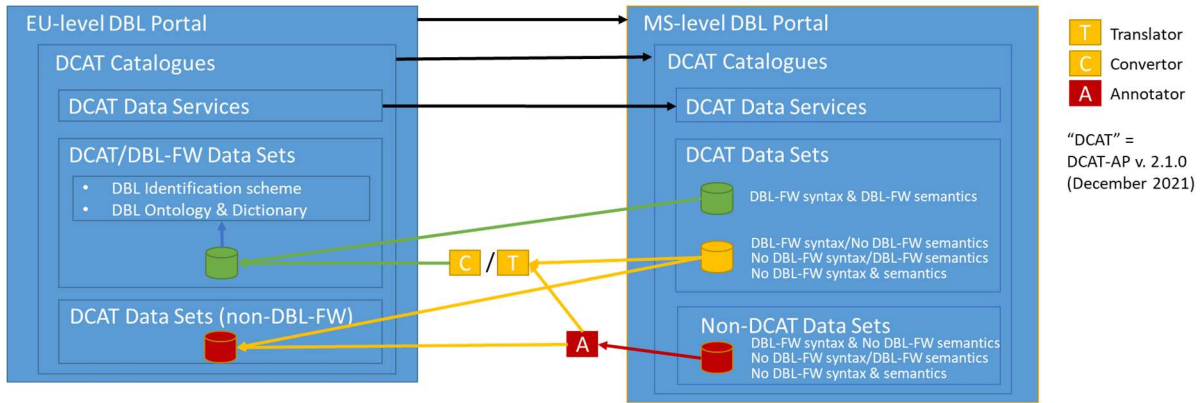 EU-level DBL Portal
DCAT Catalogues
DCAT Data Services
DCAT/DBL-FW Data Sets
• DBL Identification scheme
• DBL Ontology & Dictionary
DCAT Data Sets (non-DBL-FW)
C / T
A
MS-level DBL Portal
DCAT Catalogues
DCAT Data Services
DCAT Data Sets
DBL-FW syntax & DBL-FW semantics
DBL-FW syntax/No DBL-FW semantics
No DBL-FW syntax/DBL-FW semantics
No DBL-FW syntax & semantics
Non-DCAT Data Sets
DBL-FW syntax & No DBL-FW semantics
No DBL-FW syntax/DBL-FW semantics
No DBL-FW syntax & semantics
T Translator
C Convertor
A Annotator
“DCAT” =
DCAT-AP v. 2.1.0
(December 2021)